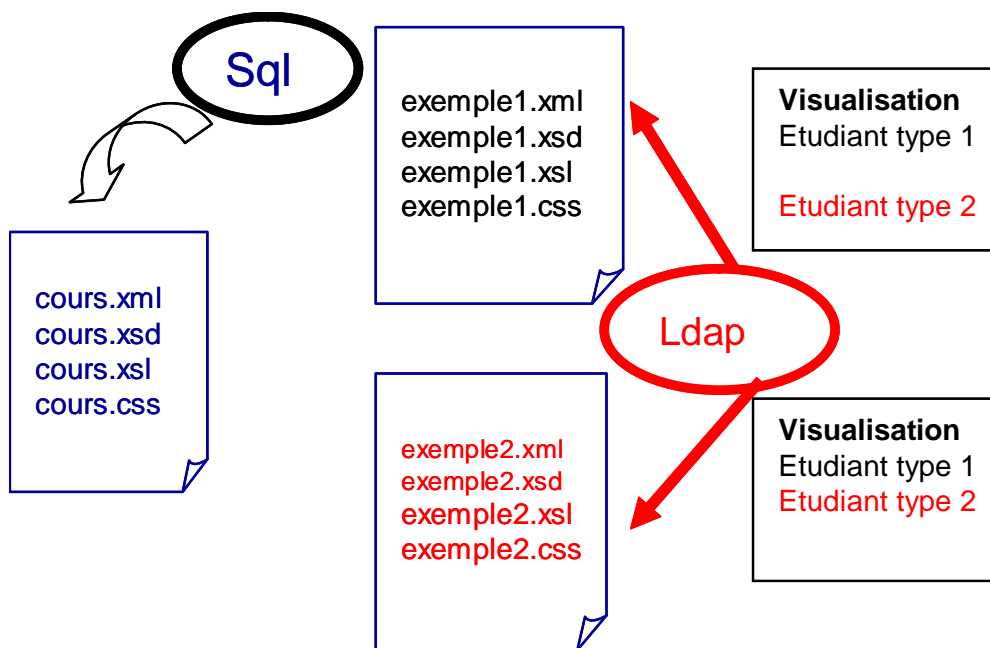 Sql
exemple1.xml
exemple1.xsd
exemple1.xsl
exemple1.css
Visualisation
Etudiant type 1
Etudiant type 2
cours.xml
cours.xsd
cours.xsl
cours.css
Ldap
exemple2.xml
exemple2.xsd
exemple2.xsl
exemple2.css
Visualisation
Etudiant type 1
Etudiant type 2